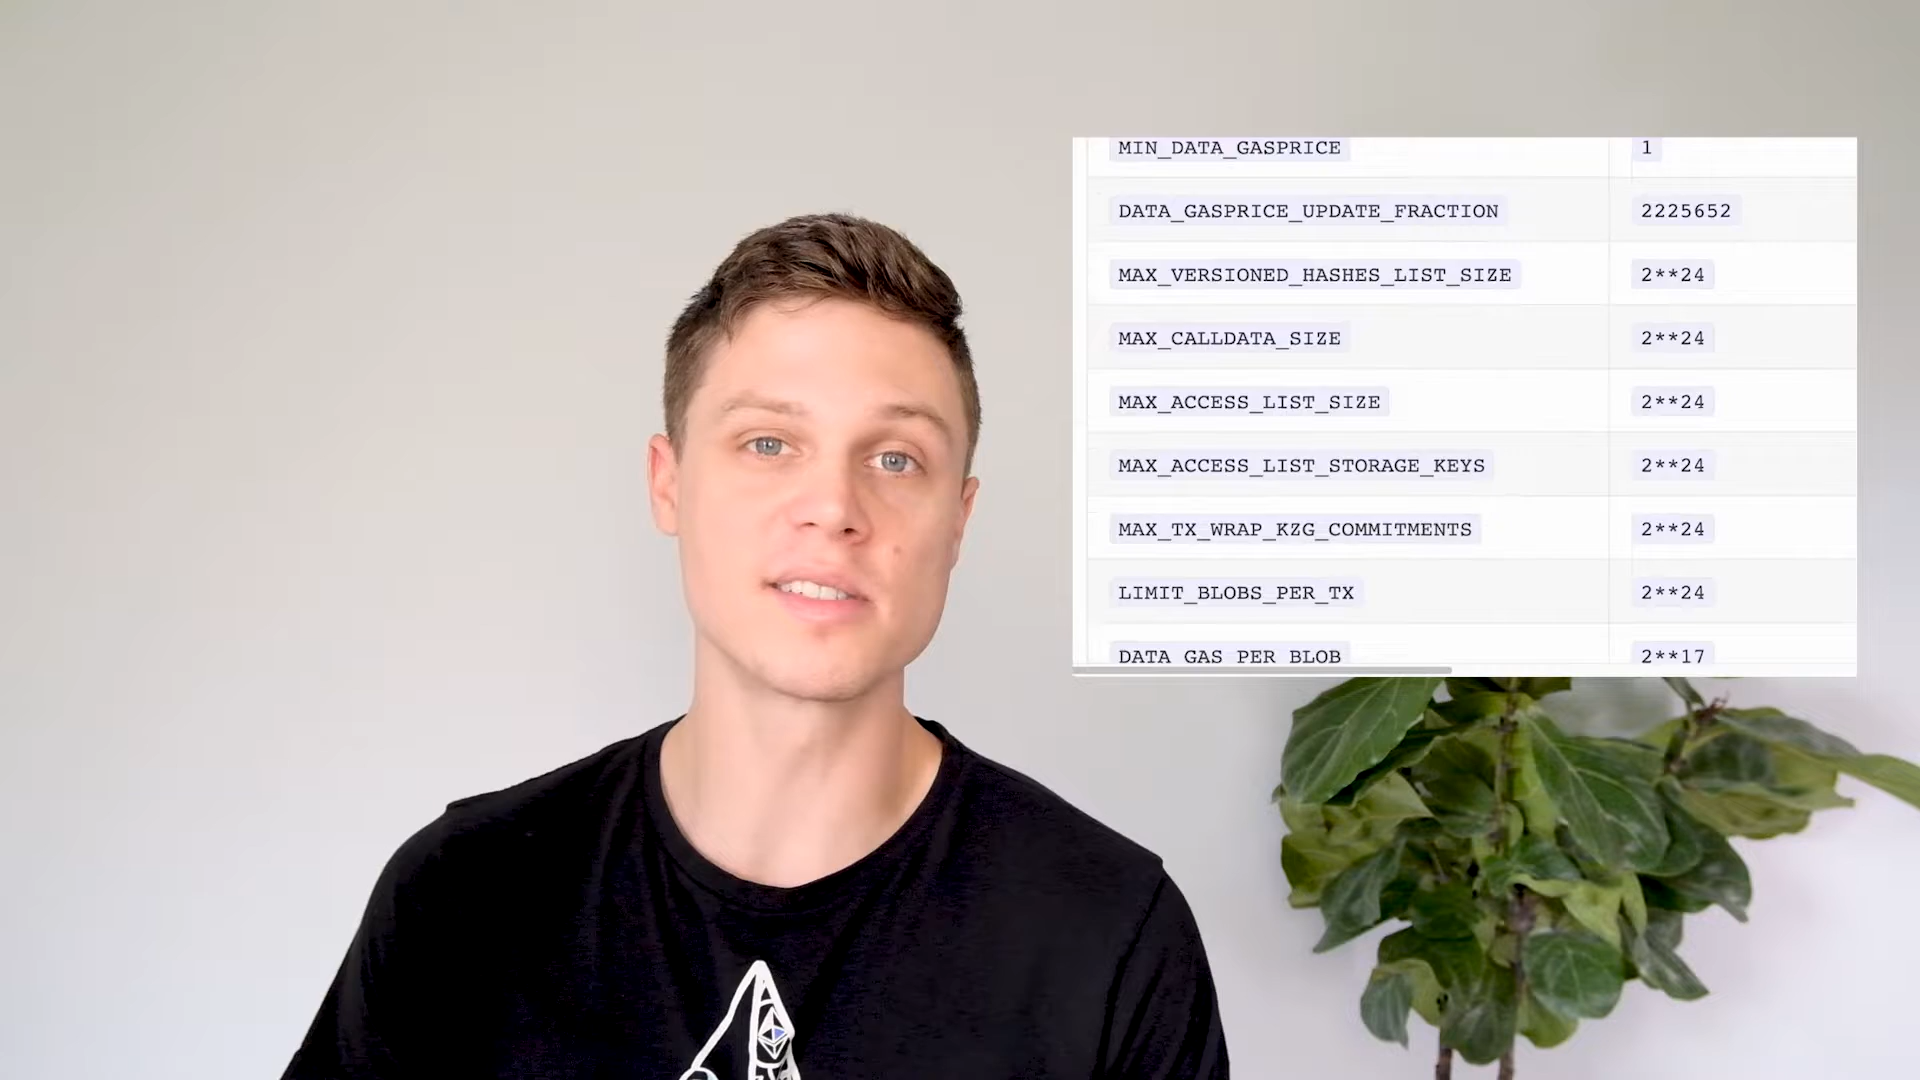 MIN_DATA_GASPRICE 1
DATA_GASPRICE_UPDATE_FRACTION 2225652
MAX_VERSIONED_HASHES_LIST_SIZE 2**24
MAX_CALLDATA_SIZE 2**24
MAX_ACCESS_LIST_SIZE 2**24
MAX_ACCESS_LIST_STORAGE_KEYS 2**24
MAX_TX_WRAP_KZG_COMMITMENTS 2**24
LIMIT_BLOBS_PER_TX 2**24
DATA_GAS_PER_BLOB 2**17